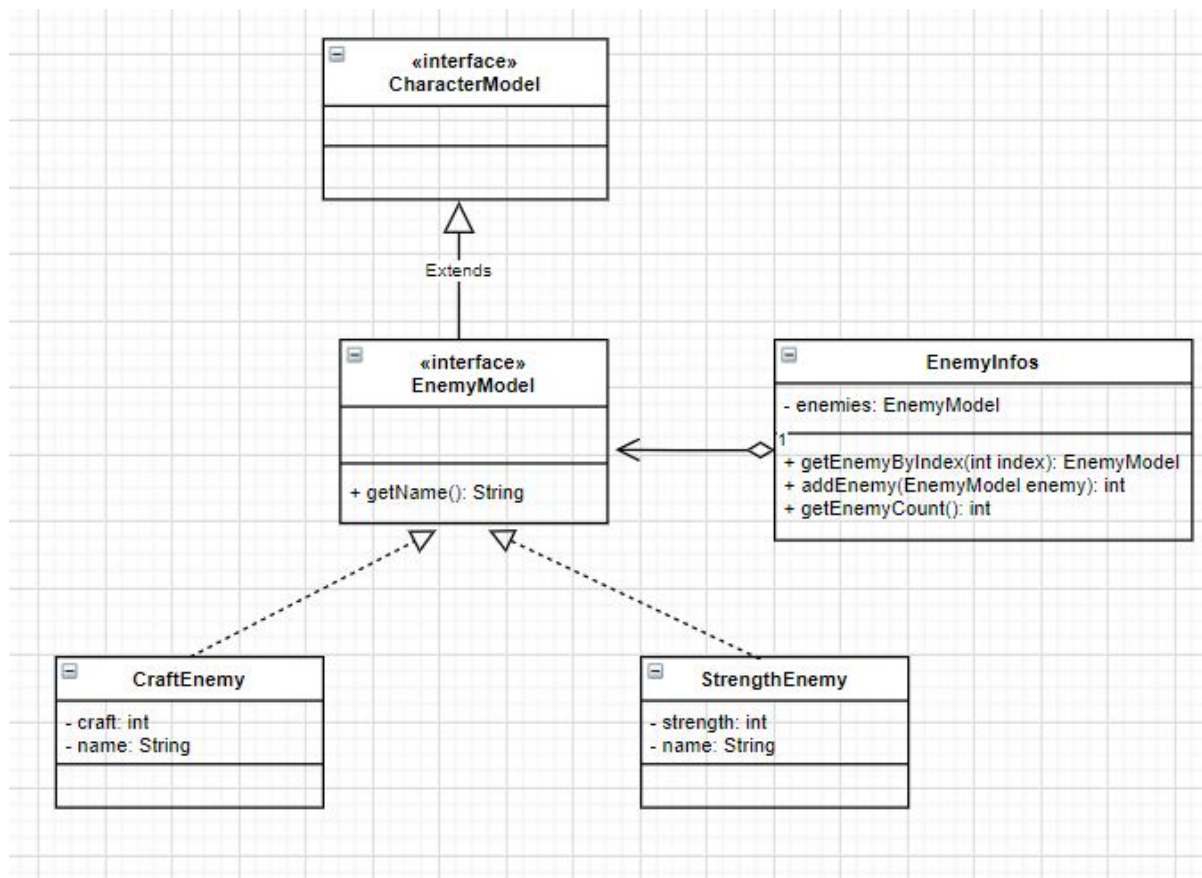 «interface»
CharacterModel
Extends
«interface»
EnemyModel
+ getName(): String
EnemyInfos
- enemies: EnemyModel
1
+ getEnemyByIndex(int index): EnemyModel
+ addEnemy(EnemyModel enemy): int
+ getEnemyCount(): int
CraftEnemy
- craft: int
- name: String
StrengthEnemy
- strength: int
- name: String